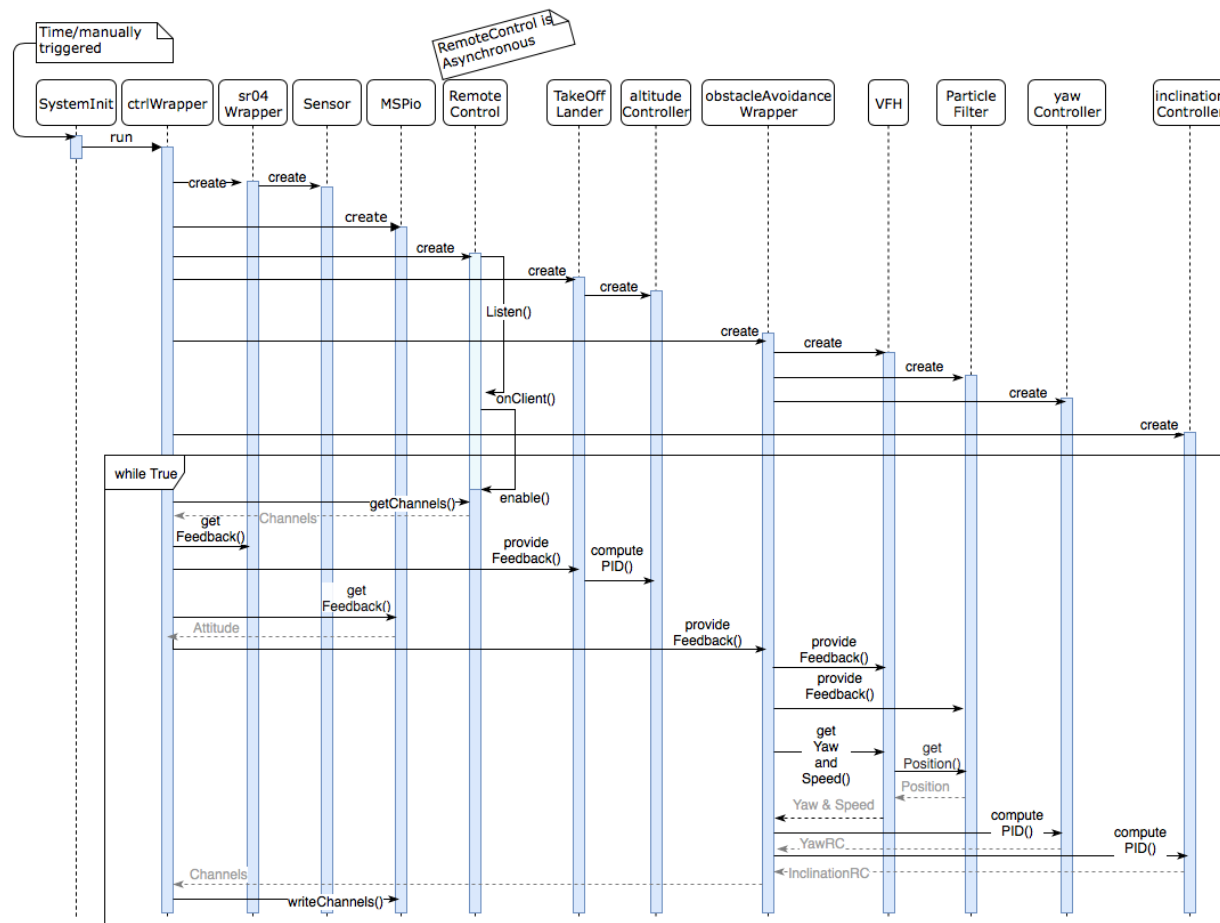 Time/manually
triggered
RemoteControl is
Asynchronous
SystemInit
ctrlWrapper
sr04
Wrapper
Sensor
MSPio
Remote
Control
TakeOff
Lander
altitude
Controller
obstacleAvoidance
Wrapper
VFH
Particle
Filter
yaw
Controller
inclination
Controller
run
create
create
create
create
create
create
Listen()
create
create
create
onClient()
create
create
while True
enable()
getChannels()
Channels
get
Feedback()
provide
Feedback()
compute
PID()
get
Feedback()
Attitude
provide
Feedback()
provide
Feedback()
provide
Feedback()
get
Yaw
and
Speed()
get
Position()
Position
Yaw & Speed
compute
PID()
YawRC
compute
PID()
InclinationRC
Channels
writeChannels()